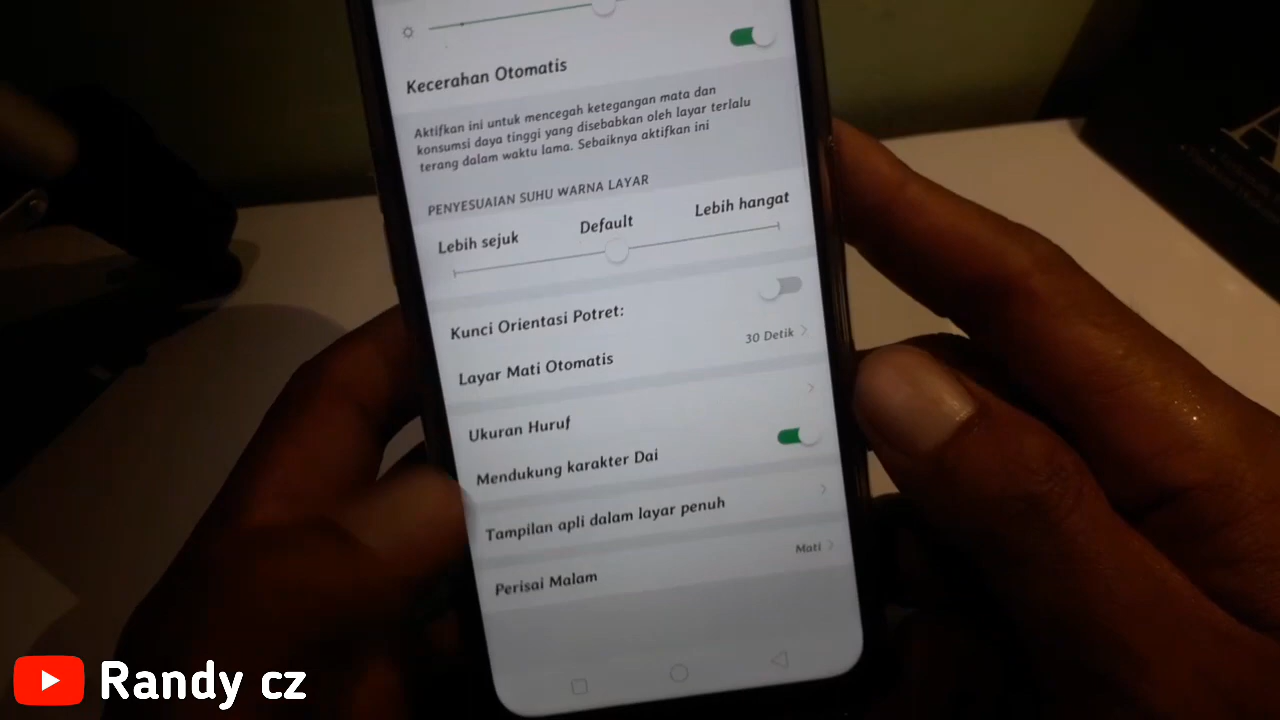 Kecerahan Otomatis
Aktifkan ini untuk mencegah ketegangan mata dan
konsumsi daya tinggi yang disebabkan oleh layar terlalu
terang dalam waktu lama. Sebaiknya aktifkan ini
PENYESUAIAN SUHU WARNA LAYAR
Lebih sejuk Default Lebih hangat
Kunci Orientasi Potret:
Layar Mati Otomatis 30 Detik
Ukuran Huruf
Mendukung karakter Dai
Tampilan apli dalam layar penuh
Perisai Malam Mati
Randy cz